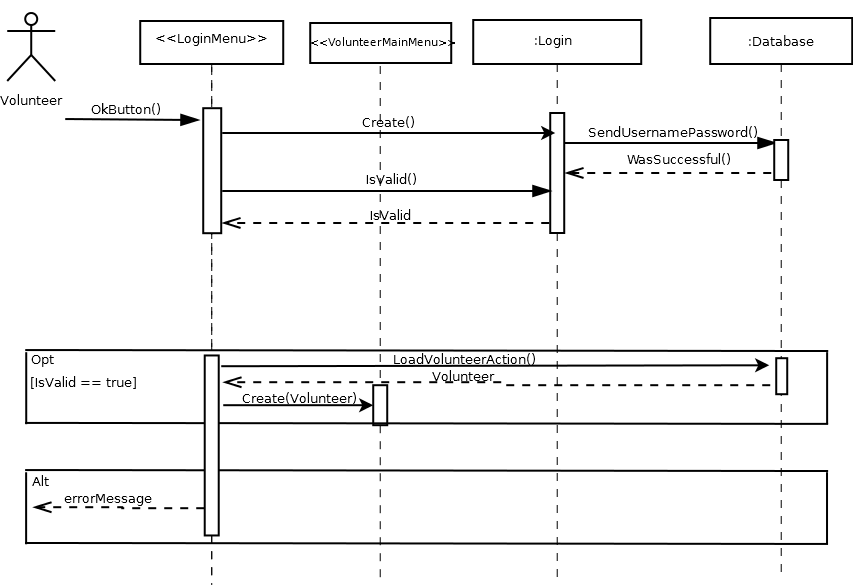 <<LoginMenu>>
<<VolunteerMainMenu>>
:Login
:Database
Volunteer
OkButton()
Create()
SendUsernamePassword()
WasSuccessful()
IsValid()
IsValid
Opt
LoadVolunteerAction()
[IsValid == true]
Volunteer
Create(Volunteer)
Alt
errorMessage